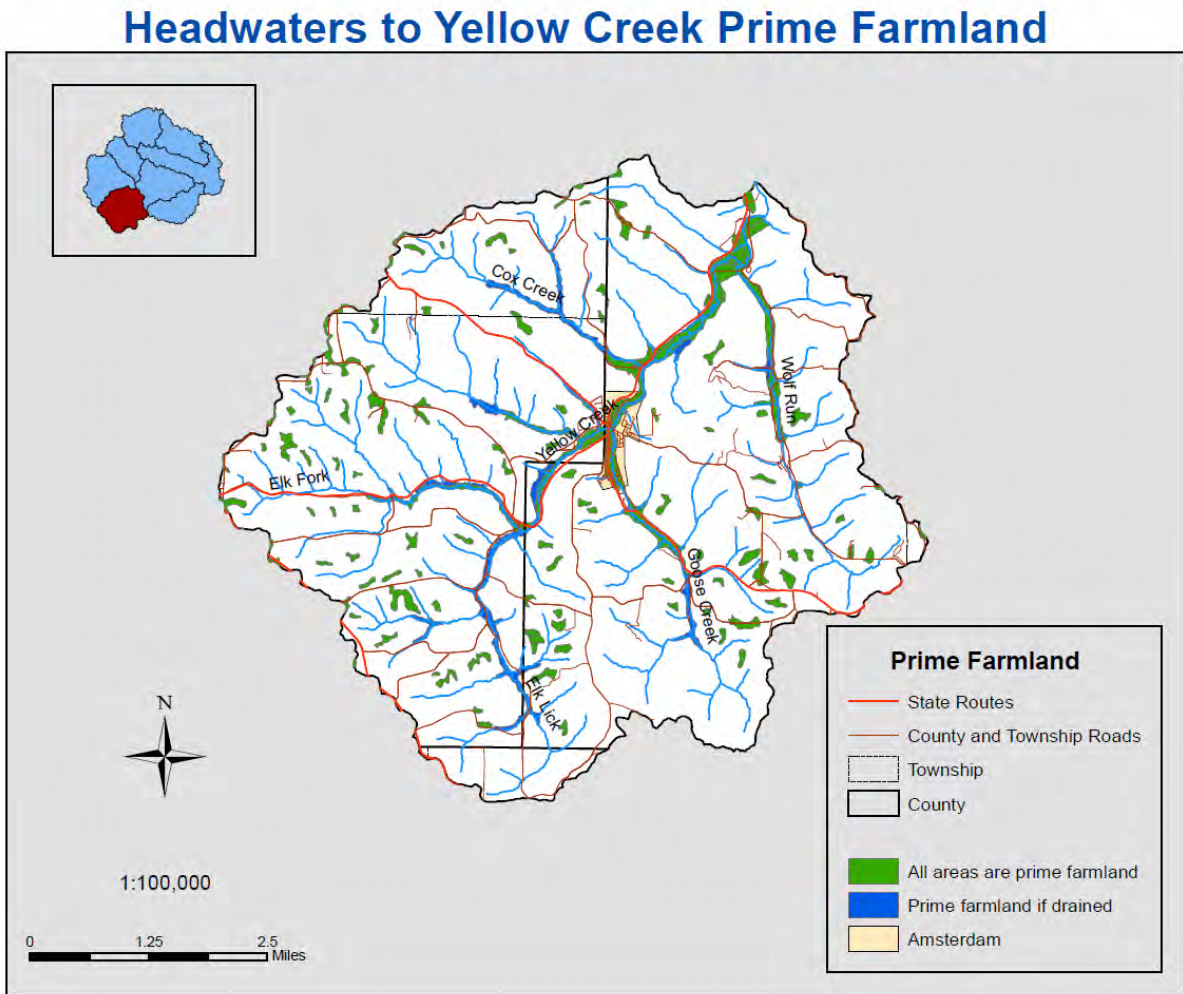 Headwaters to Yellow Creek Prime Farmland
Cox Creek
Wolf Run
Yellow Creek
Elk Fork
Goose Creek
Elk Lick
N
1:100,000
0 1.25 2.5
Miles
Prime Farmland
State Routes
County and Township Roads
Township
County
All areas are prime farmland
Prime farmland if drained
Amsterdam